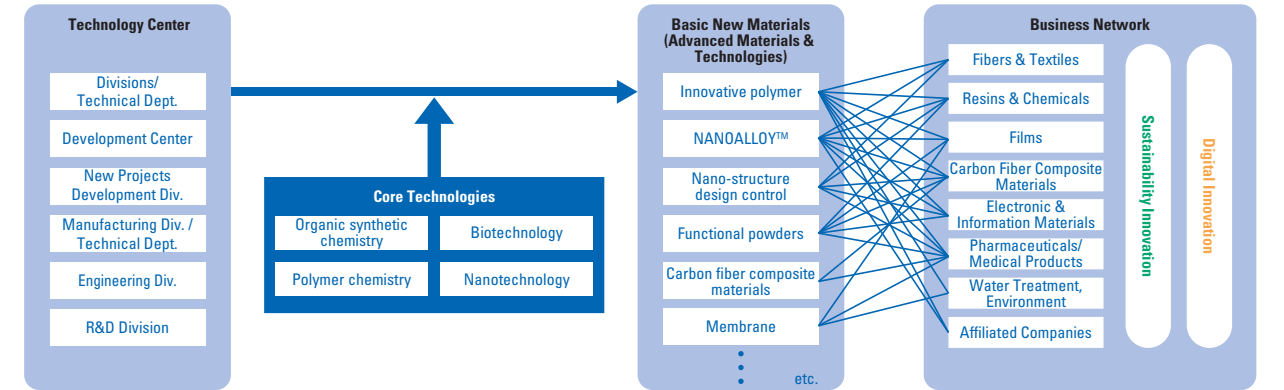 Technology Center
Divisions/
Technical Dept.
Development Center
New Projects
Development Div.
Manufacturing Div. /
Technical Dept.
Engineering Div.
R&D Division
Core Technologies
Organic synthetic
chemistry
Biotechnology
Polymer chemistry
Nanotechnology
Basic New Materials
(Advanced Materials &
Technologies)
Innovative polymer
NANOALLOY™
Nano-structure
design control
Functional powders
Carbon fiber composite
materials
Membrane
etc.
Business Network
Fibers & Textiles
Resins & Chemicals
Films
Carbon Fiber Composite
Materials
Electronic &
Information Materials
Pharmaceuticals/
Medical Products
Water Treatment,
Environment
Affiliated Companies
Sustainability Innovation
Digital Innovation